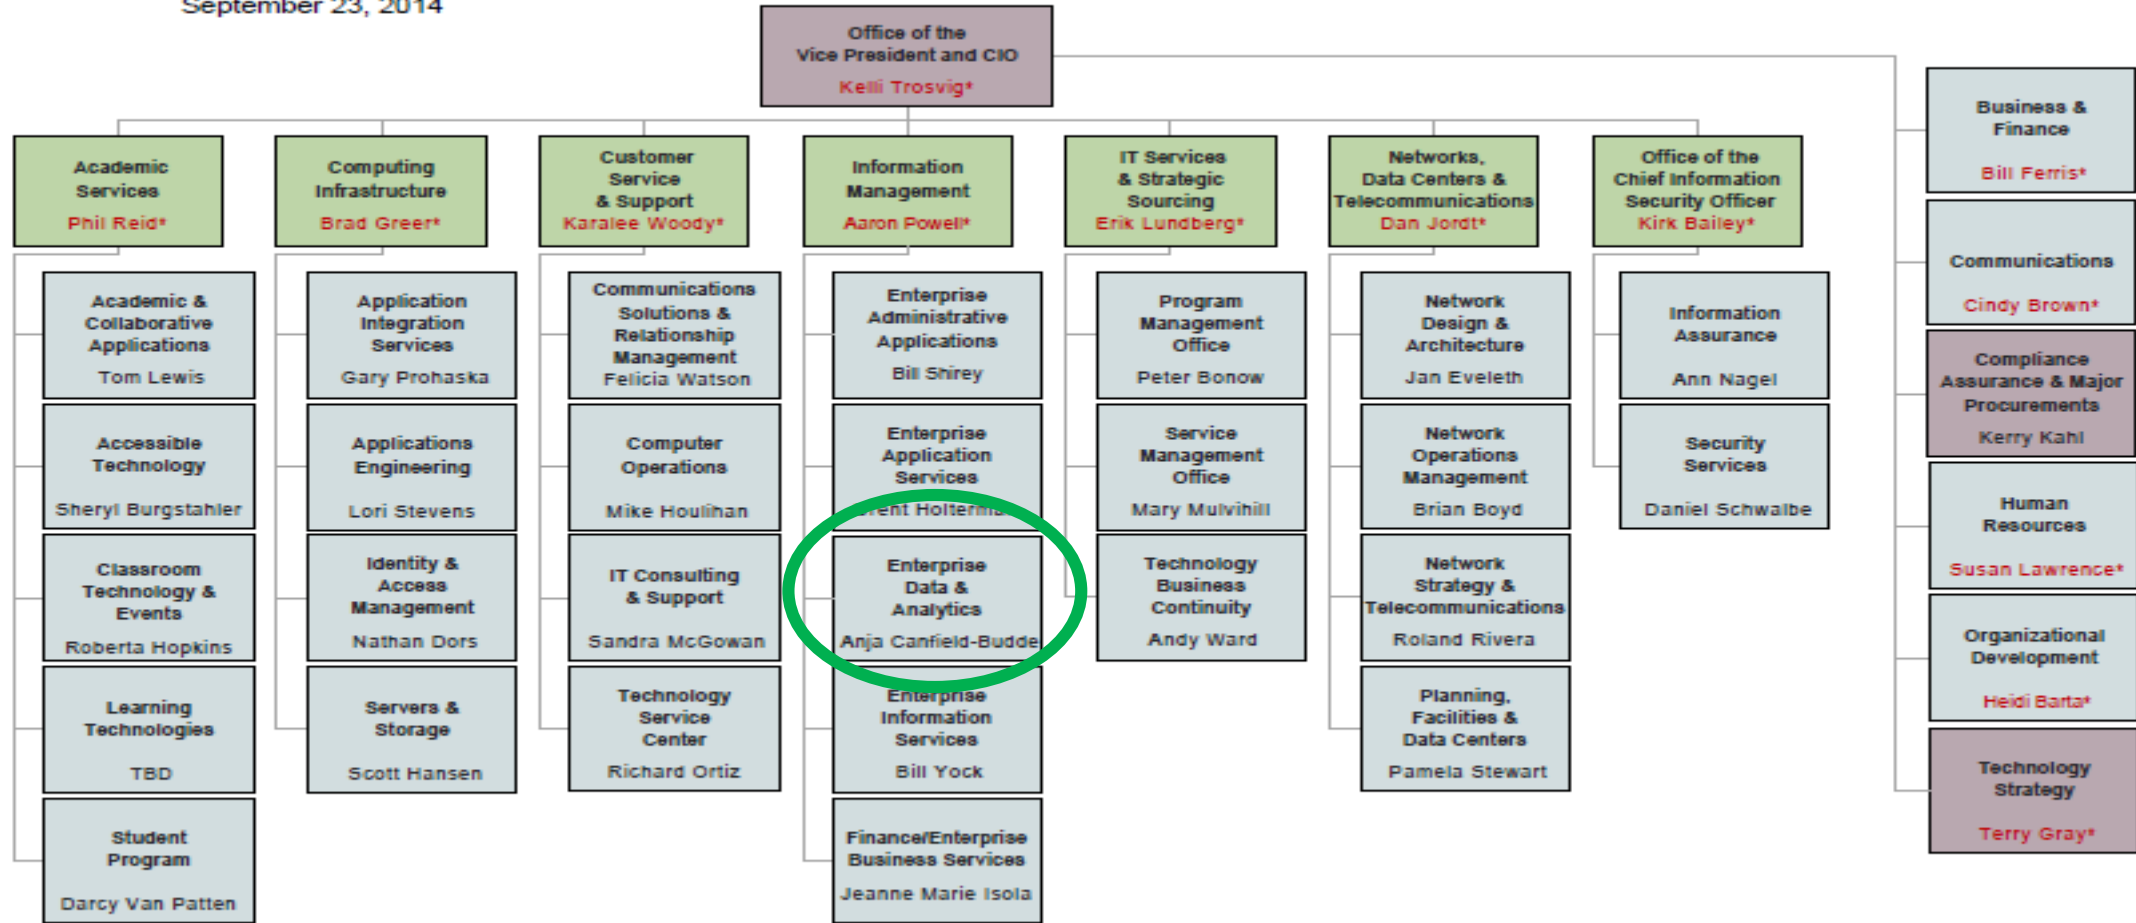 September 23, 2014
Office of the
Vice President and CIO
Kelli Trosvig*
Academic
Services
Phil Reid*
Academic &
Collaborative
Applications
Tom Lewis
Accessible
Technology
Sheryl Burgstahler
Classroom
Technology &
Events
Roberta Hopkins
Learning
Technologies
TBD
Student
Program
Darcy Van Patten
Computing
Infrastructure
Brad Greer*
Application
Integration
Services
Gary Prohaska
Applications
Engineering
Lori Stevens
Identity &
Access
Management
Nathan Dors
Servers &
Storage
Scott Hansen
Customer
Service
& Support
Karalee Woody*
Communications
Solutions &
Relationship
Management
Felicia Watson
Computer
Operations
Mike Houlihan
IT Consulting
& Support
Sandra McGowan
Technology
Service
Center
Richard Ortiz
Information
Management
Aaron Powell*
Enterprise
Administrative
Applications
Bill Shirey
Enterprise
Application
Services
Enterprise
Data &
Analytics
Anja Canfield-Budde
Enterprise
Information
Services
Bill Yock
Finance/Enterprise
Business Services
Jeanne Marie Isola
IT Services
& Strategic
Sourcing
Erik Lundberg*
Program
Management
Office
Peter Bonow
Service
Management
Office
Mary Mulvihill
Technology
Business
Continuity
Andy Ward
Networks,
Data Centers &
Telecommunications
Dan Jordt*
Network
Design &
Architecture
Jan Eveleth
Network
Operations
Management
Brian Boyd
Network
Strategy &
Telecommunications
Roland Rivera
Planning,
Facilities &
Data Centers
Pamela Stewart
Office of the
Chief Information
Security Officer
Kirk Bailey*
Information
Assurance
Ann Nagel
Security
Services
Daniel Schwalbe
Business &
Finance
Bill Ferris*
Communications
Cindy Brown*
Compliance
Assurance & Major
Procurements
Kerry Kahl
Human
Resources
Susan Lawrence*
Organizational
Development
Heidi Barta*
Technology
Strategy
Terry Gray*